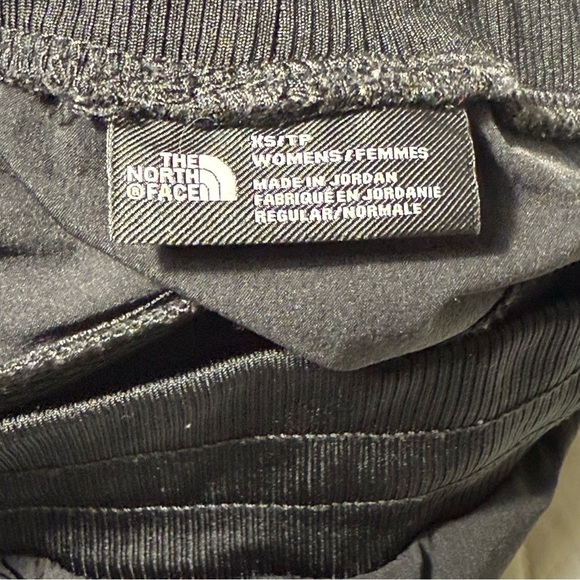 THE
NORTH
FACE
XS/TP
WOMENS/FEMMES
MADE IN JORDAN
FABRIQUÉ EN JORDANIE
REGULAR/NORMALE